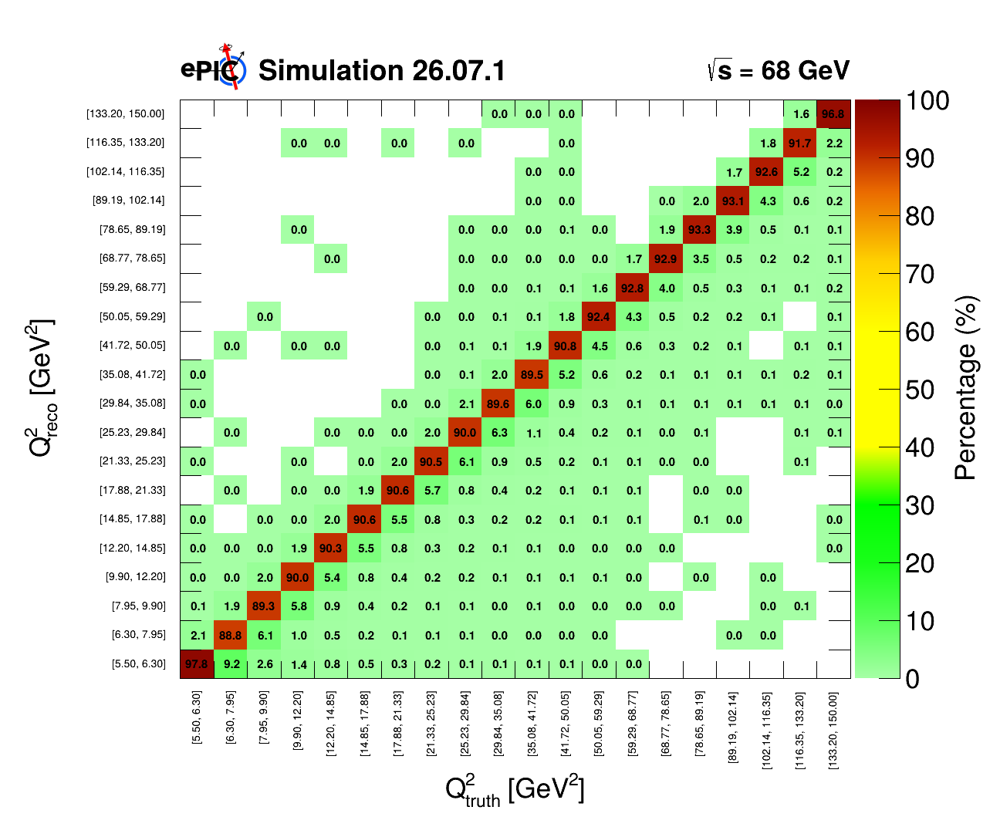 ePIC Simulation 26.07.1 √s = 68 GeV
[133.20, 150.00] 0.0 0.0 0.0 1.6 96.8
[116.35, 133.20] 0.0 0.0 0.0 0.0 0.0 1.8 91.7 2.2
[102.14, 116.35] 0.0 0.0 1.7 92.6 5.2 0.2
[89.19, 102.14] 0.0 0.0 0.0 2.0 93.1 4.3 0.6 0.2
[78.65, 89.19] 0.0 0.0 0.0 0.0 0.1 0.0 1.9 93.3 3.9 0.5 0.1 0.1
[68.77, 78.65] 0.0 0.0 0.0 0.0 0.0 0.0 1.7 92.9 3.5 0.5 0.2 0.2 0.1
[59.29, 68.77] 0.0 0.0 0.1 0.1 1.6 92.8 4.0 0.5 0.3 0.1 0.1 0.2
[50.05, 59.29] 0.0 0.0 0.0 0.1 0.1 1.8 92.4 4.3 0.5 0.2 0.2 0.1 0.1
[41.72, 50.05] 0.0 0.0 0.0 0.0 0.1 0.1 1.9 90.8 4.5 0.6 0.3 0.2 0.1 0.1 0.1
[35.08, 41.72] 0.0 0.0 0.1 2.0 89.5 5.2 0.6 0.2 0.1 0.1 0.1 0.1 0.2 0.1
[29.84, 35.08] 0.0 0.0 0.0 2.1 89.6 6.0 0.9 0.3 0.1 0.1 0.1 0.1 0.1 0.1 0.0
[25.23, 29.84] 0.0 0.0 0.0 0.0 2.0 90.0 6.3 1.1 0.4 0.2 0.1 0.0 0.1 0.1 0.1
[21.33, 25.23] 0.0 0.0 0.0 2.0 90.5 6.1 0.9 0.5 0.2 0.1 0.1 0.0 0.0 0.1
[17.88, 21.33] 0.0 0.0 0.0 1.9 90.6 5.7 0.8 0.4 0.2 0.1 0.1 0.1 0.0 0.0
[14.85, 17.88] 0.0 0.0 0.0 2.0 90.6 5.5 0.8 0.3 0.2 0.2 0.1 0.1 0.1 0.1 0.0 0.0
[12.20, 14.85] 0.0 0.0 0.0 1.9 90.3 5.5 0.8 0.3 0.2 0.1 0.1 0.0 0.0 0.0 0.0 0.0
[9.90, 12.20] 0.0 0.0 2.0 90.0 5.4 0.8 0.4 0.2 0.2 0.1 0.1 0.1 0.1 0.0 0.0 0.0
[7.95, 9.90] 0.1 1.9 89.3 5.8 0.9 0.4 0.2 0.1 0.1 0.0 0.1 0.0 0.0 0.0 0.0 0.0 0.1
[6.30, 7.95] 2.1 88.8 6.1 1.0 0.5 0.2 0.1 0.1 0.1 0.0 0.0 0.0 0.0 0.0 0.0
[5.50, 6.30] 97.8 9.2 2.6 1.4 0.8 0.5 0.3 0.2 0.1 0.1 0.1 0.1 0.0 0.0
[5.50, 6.30]
[6.30, 7.95]
[7.95, 9.90]
[9.90, 12.20]
[12.20, 14.85]
[14.85, 17.88]
[17.88, 21.33]
[21.33, 25.23]
[25.23, 29.84]
[29.84, 35.08]
[35.08, 41.72]
[41.72, 50.05]
[50.05, 59.29]
[59.29, 68.77]
[68.77, 78.65]
[78.65, 89.19]
[89.19, 102.14]
[102.14, 116.35]
[116.35, 133.20]
[133.20, 150.00]
Q²truth [GeV²]
Q²reco [GeV²]
100
90
80
70
60
50
40
30
20
10
0
Percentage (%)